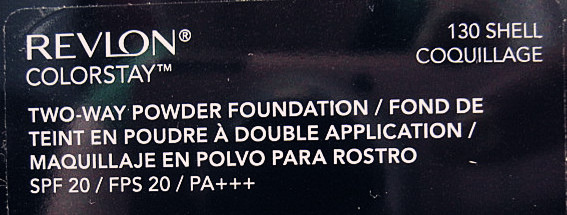 REVLON®
COLORSTAY™
130 SHELL
COQUILLAGE
TWO-WAY POWDER FOUNDATION / FOND DE
TEINT EN POUDRE À DOUBLE APPLICATION /
MAQUILLAJE EN POLVO PARA ROSTRO
SPF 20 / FPS 20 / PA+++